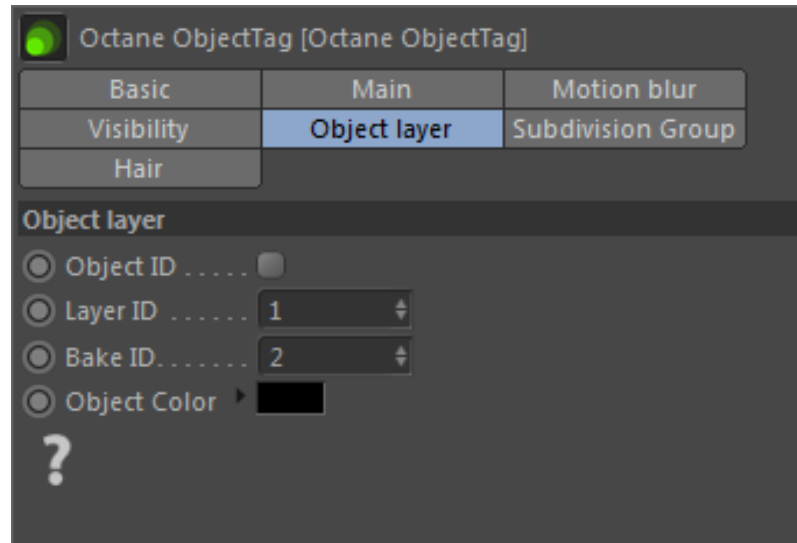 Octane ObjectTag [Octane ObjectTag]
Basic Main Motion blur
Visibility Object layer Subdivision Group
Hair
Object layer
Object ID . . . . .
Layer ID . . . . . . 1
Bake ID. . . . . . . 2
Object Color
?